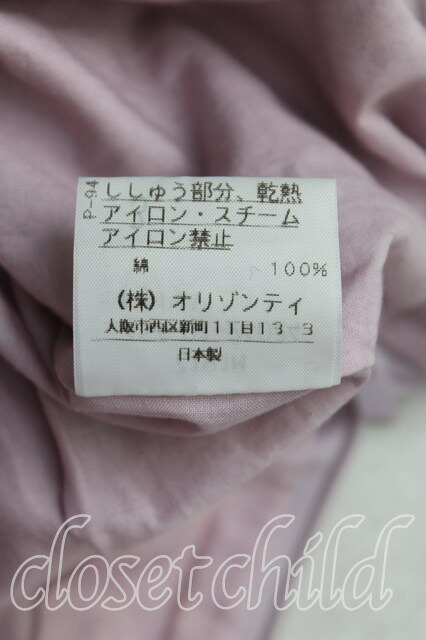 P-94
ししゅう部分、乾熱
アイロン・スチーム
アイロン禁止
綿 100%
(株)オリゾンティ
大阪市西区新町1丁目13-3
日本製
closetchild